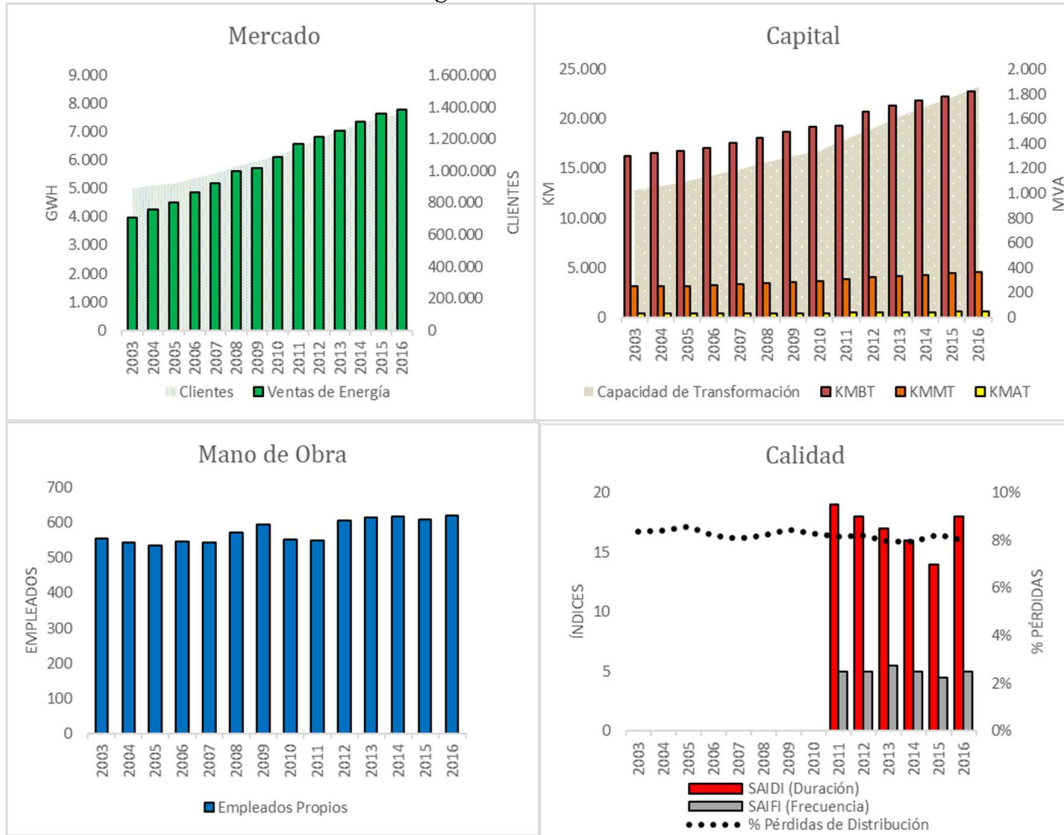 g
Mercado
9.000
8.000
7.000
6.000
5.000
4.000
3.000
2.000
1.000
0
GWH
1.600.000
1.400.000
1.200.000
1.000.000
800.000
600.000
400.000
200.000
0
CLIENTES
2003 2004 2005 2006 2007 2008 2009 2010 2011 2012 2013 2014 2015 2016
Clientes Ventas de Energía
Capital
25.000
20.000
15.000
10.000
5.000
0
KM
2.000
1.800
1.600
1.400
1.200
1.000
800
600
400
200
0
MVA
2003 2004 2005 2006 2007 2008 2009 2010 2011 2012 2013 2014 2015 2016
Capacidad de Transformación KMBT KMMT KMAT
Mano de Obra
700
600
500
400
300
200
100
0
EMPLEADOS
2003 2004 2005 2006 2007 2008 2009 2010 2011 2012 2013 2014 2015 2016
Empleados Propios
Calidad
20
15
10
5
0
ÍNDICES
10%
8%
6%
4%
2%
0%
% PÉRDIDAS
2003 2004 2005 2006 2007 2008 2009 2010 2011 2012 2013 2014 2015 2016
SAIDI (Duración)
SAIFI (Frecuencia)
% Pérdidas de Distribución